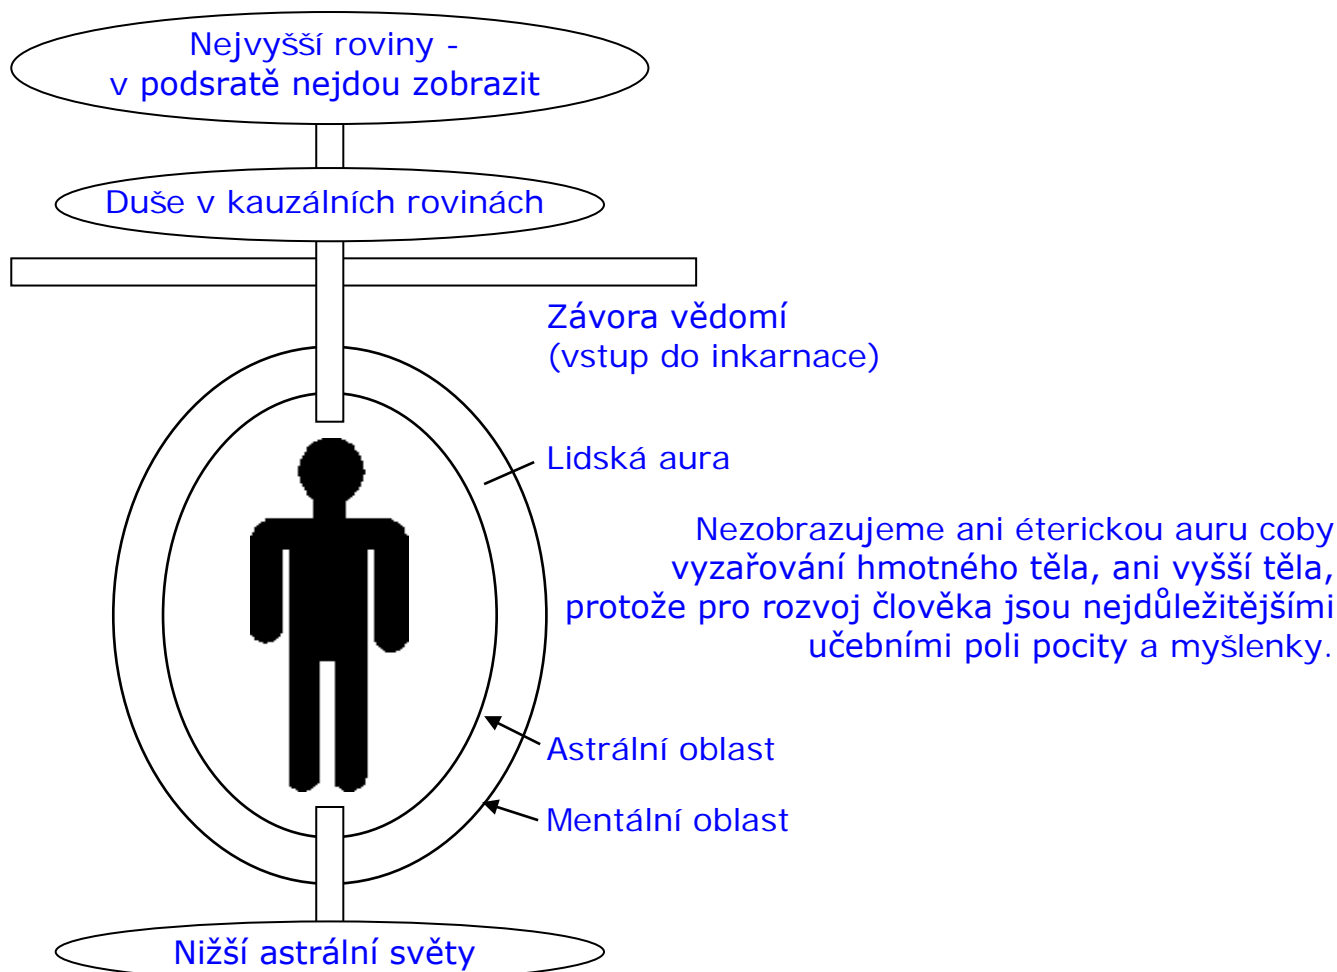 Nejvyšší roviny -
v podsratě nejdou zobrazit
Duše v kauzálních rovinách
Závora vědomí
(vstup do inkarnace)
Lidská aura
Nezobrazujeme ani éterickou auru coby
vyzařování hmotného těla, ani vyšší těla,
protože pro rozvoj člověka jsou nejdůležitějšími
učebními poli pocity a myšlenky.
Astrální oblast
Mentální oblast
Nižší astrální světy